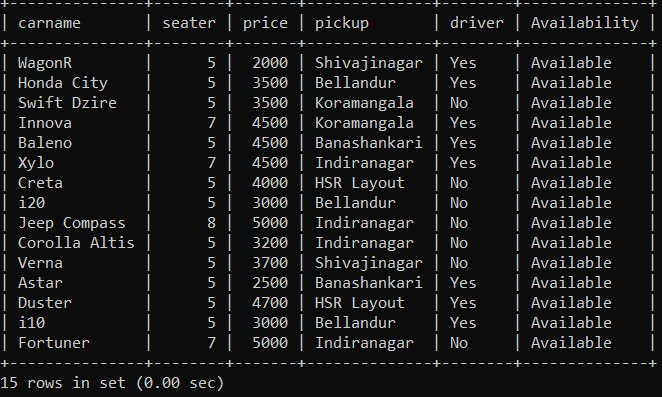 +---------------+--------+-------+--------------+--------+--------------+
| carname       | seater | price | pickup       | driver | Availability |
+---------------+--------+-------+--------------+--------+--------------+
| WagonR        |      5 |  2000 | Shivajinagar | Yes    | Available    |
| Honda City    |      5 |  3500 | Bellandur    | Yes    | Available    |
| Swift Dzire   |      5 |  3500 | Koramangala  | No     | Available    |
| Innova        |      7 |  4500 | Koramangala  | Yes    | Available    |
| Baleno        |      5 |  4500 | Banashankari | Yes    | Available    |
| Xylo          |      7 |  4500 | Indiranagar  | Yes    | Available    |
| Creta         |      5 |  4000 | HSR Layout   | No     | Available    |
| i20           |      5 |  3000 | Bellandur    | No     | Available    |
| Jeep Compass  |      8 |  5000 | Indiranagar  | No     | Available    |
| Corolla Altis |      5 |  3200 | Indiranagar  | No     | Available    |
| Verna         |      5 |  3700 | Shivajinagar | No     | Available    |
| Astar         |      5 |  2500 | Banashankari | Yes    | Available    |
| Duster        |      5 |  4700 | HSR Layout   | Yes    | Available    |
| i10           |      5 |  3000 | Bellandur    | Yes    | Available    |
| Fortuner      |      7 |  5000 | Indiranagar  | No     | Available    |
+---------------+--------+-------+--------------+--------+--------------+
15 rows in set (0.00 sec)